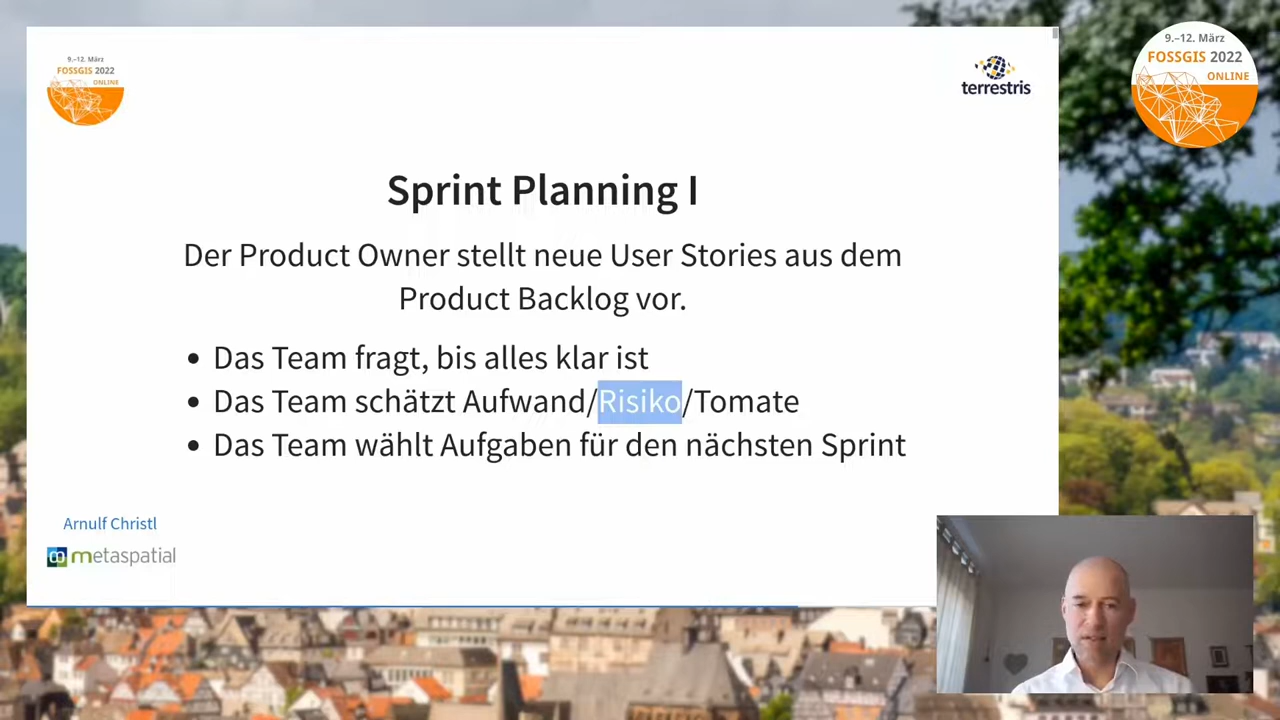 9.–12. März
FOSSGIS 2022
ONLINE
terrestris
9.–12. März
FOSSGIS 2022
ONLINE
Sprint Planning I
Der Product Owner stellt neue User Stories aus dem
Product Backlog vor.
• Das Team fragt, bis alles klar ist
• Das Team schätzt Aufwand/Risiko/Tomate
• Das Team wählt Aufgaben für den nächsten Sprint
Arnulf Christl
metaspatial